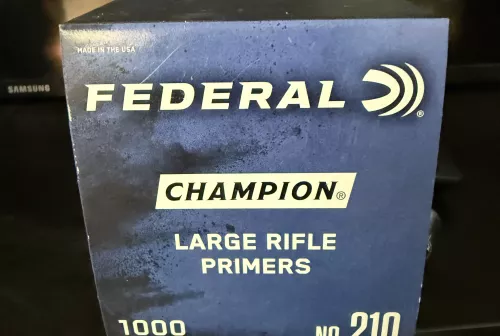 MADE IN THE USA
SAMSUNG
FEDERAL®
CHAMPION®
LARGE RIFLE
PRIMERS
1000
NO. 210